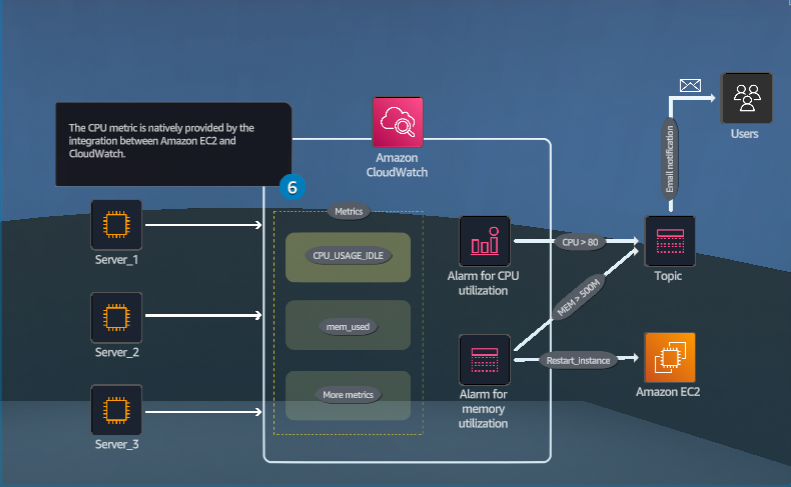 The CPU metric is natively provided by the
integration between Amazon EC2 and
CloudWatch.
6
Amazon
CloudWatch
Users
Email notification
Metrics
Server_1
CPU_USAGE_IDLE
Alarm for CPU
utilization
CPU > 80
Topic
MEM > 500M
Server_2
mem_used
Restart_instance
Amazon EC2
Alarm for
memory
utilization
More metrics
Server_3